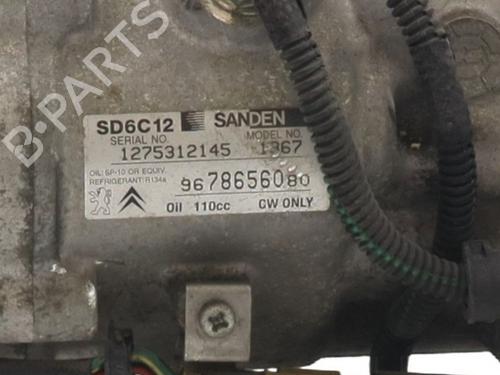 B-PARTS
SD6C12 SANDEN
SERIAL NO. MODEL NO.
1275312145 1367
OIL: SP-10 OR EQUIV.
REFRIGERANT: R134a
9678656080
Oil 110cc CW ONLY